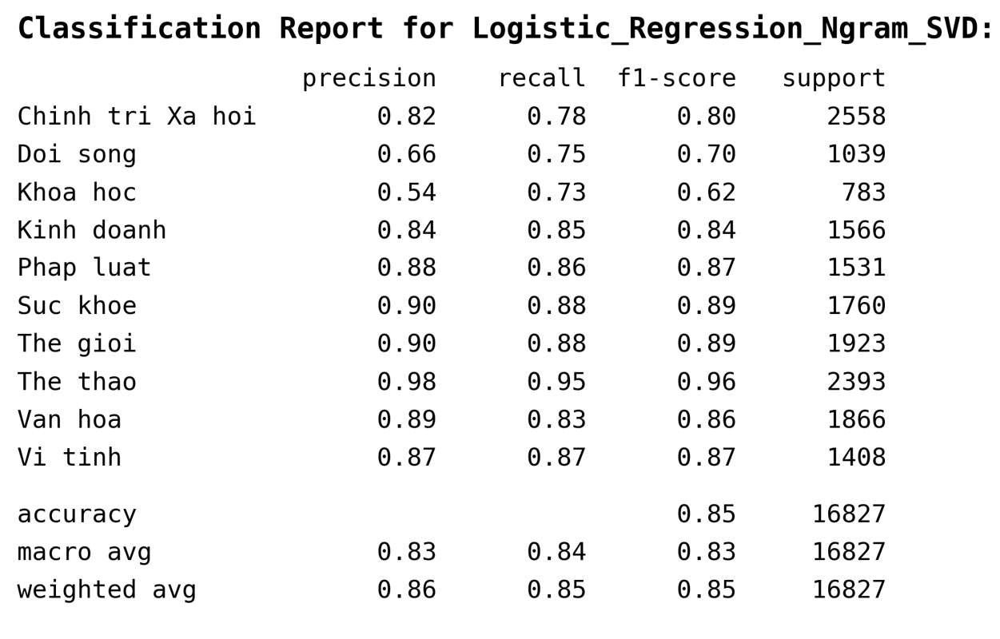 Classification Report for Logistic_Regression_Ngram_SVD:
precision recall f1-score support
Chinh tri Xa hoi 0.82 0.78 0.80 2558
Doi song 0.66 0.75 0.70 1039
Khoa hoc 0.54 0.73 0.62 783
Kinh doanh 0.84 0.85 0.84 1566
Phap luat 0.88 0.86 0.87 1531
Suc khoe 0.90 0.88 0.89 1760
The gioi 0.90 0.88 0.89 1923
The thao 0.98 0.95 0.96 2393
Van hoa 0.89 0.83 0.86 1866
Vi tinh 0.87 0.87 0.87 1408
accuracy 0.85 16827
macro avg 0.83 0.84 0.83 16827
weighted avg 0.86 0.85 0.85 16827